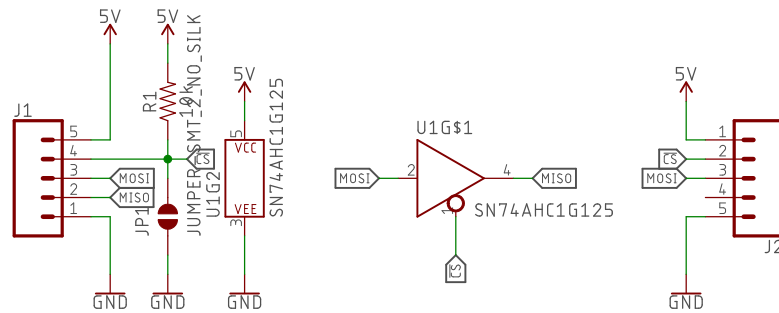 5V
5V
J1
R1
10k
JUMPER-SMT_2_NO_SILK
5
4
3
2
1
CS
MOSI
MISO
JP1
GND
GND
GND
5V
U1G2
5
VCC
VEE
3
SN74AHC1G125
U1G$1
MOSI
2
4
MISO
1
SN74AHC1G125
CS
5V
1
CS
2
MOSI
3
4
5
J2
GND